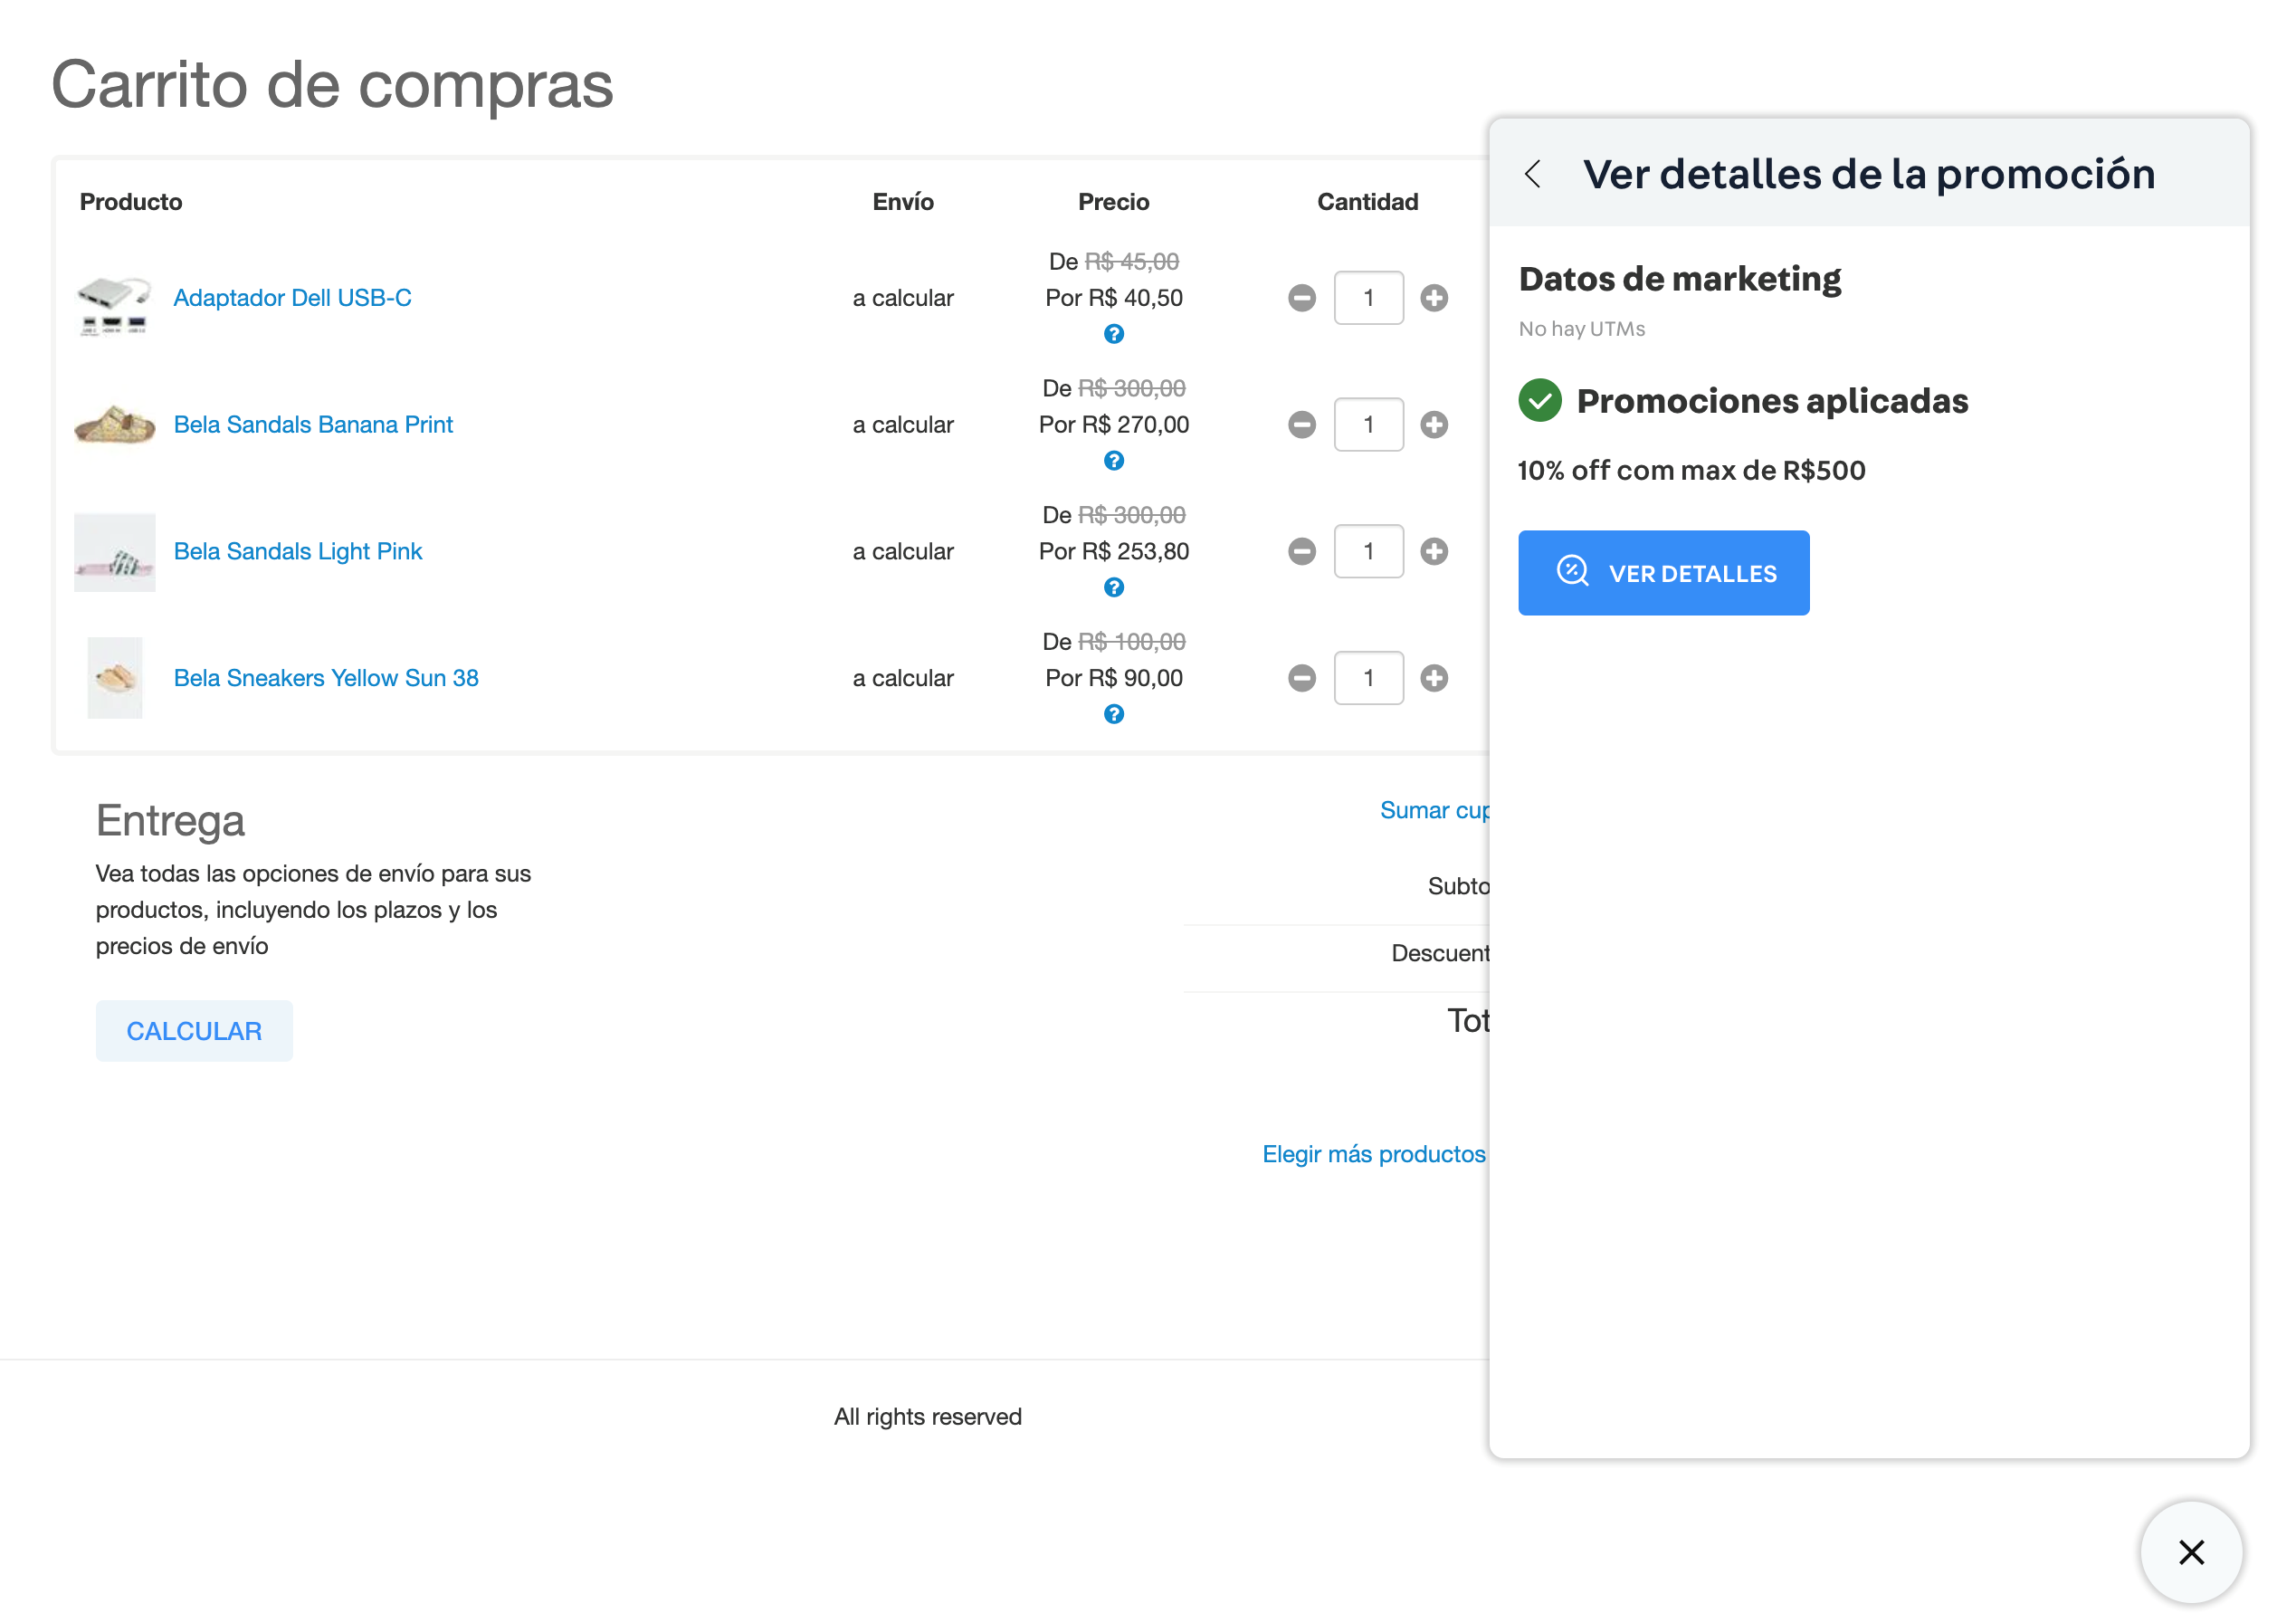 Carrito de compras
Producto Envío Precio Cantidad
Adaptador Dell USB-C a calcular De R$ 45,00 Por R$ 40,50 1
Bela Sandals Banana Print a calcular De R$ 300,00 Por R$ 270,00 1
Bela Sandals Light Pink a calcular De R$ 300,00 Por R$ 253,80 1
Bela Sneakers Yellow Sun 38 a calcular De R$ 100,00 Por R$ 90,00 1
Entrega
Vea todas las opciones de envío para sus
productos, incluyendo los plazos y los
precios de envío
CALCULAR
Sumar cup
Subto
Descuent
Tot
Elegir más productos
All rights reserved
Ver detalles de la promoción
Datos de marketing
No hay UTMs
Promociones aplicadas
10% off com max de R$500
VER DETALLES